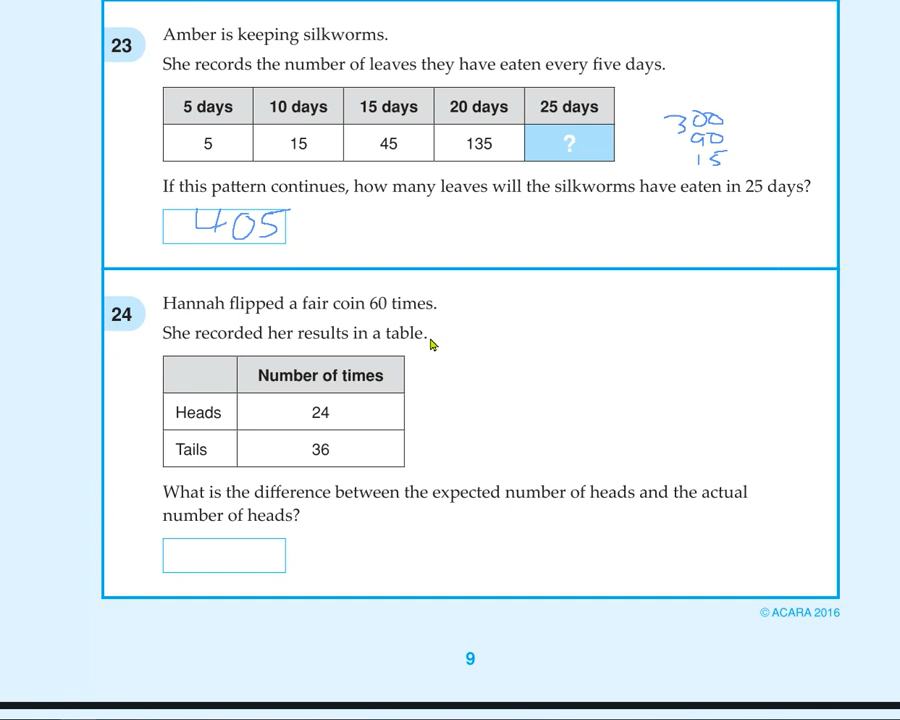 23
Amber is keeping silkworms.
She records the number of leaves they have eaten every five days.
5 days 10 days 15 days 20 days 25 days
5 15 45 135 ?
300
90
15
If this pattern continues, how many leaves will the silkworms have eaten in 25 days?
405
24
Hannah flipped a fair coin 60 times.
She recorded her results in a table.
Number of times
Heads 24
Tails 36
What is the difference between the expected number of heads and the actual
number of heads?
© ACARA 2016
9